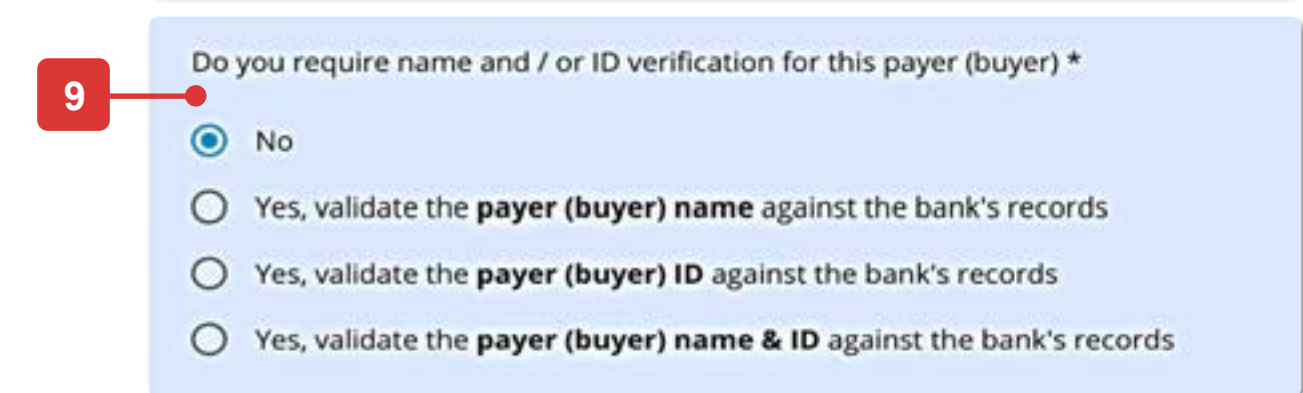 Do you require name and / or ID verification for this payer (buyer) *
9
No
Yes, validate the payer (buyer) name against the bank's records
Yes, validate the payer (buyer) ID against the bank's records
Yes, validate the payer (buyer) name & ID against the bank's records